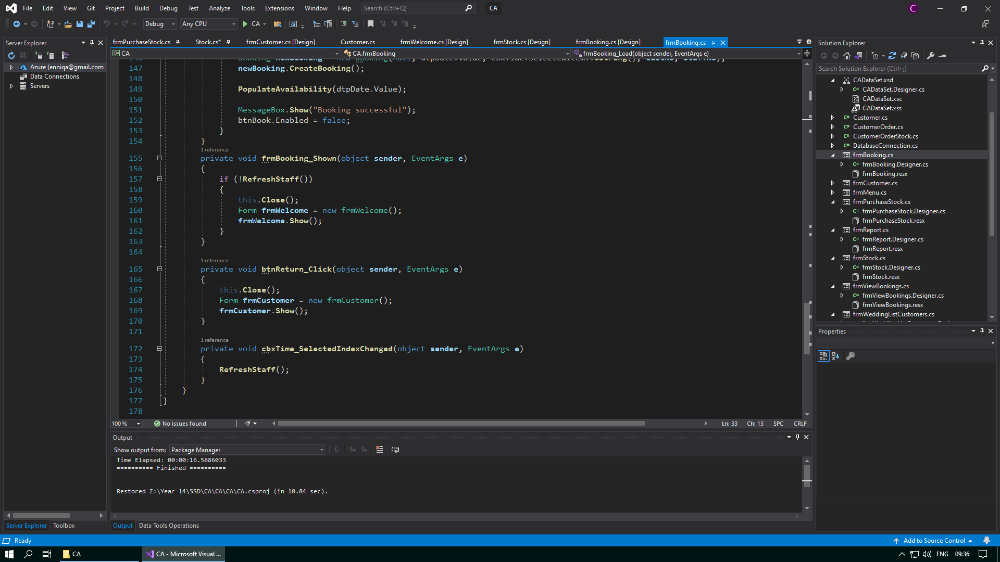 File Edit View Git Project Build Debug Test Analyze Tools Extensions Window Help Search (Ctrl+Q) CA
Debug Any CPU CA
Server Explorer
Azure (enniqa@gmail.com
Data Connections
Servers
Server Explorer Toolbox
frmPurchaseStock.cs Stock.cs* frmCustomer.cs [Design] Customer.cs frmWelcome.cs [Design] frmStock.cs [Design] frmBooking.cs [Design] frmBooking.cs
CA CA.frmBooking frmBooking_Load(object sender, EventArgs e)
147 newBooking.CreateBooking();
148
149 PopulateAvailability(dtpDate.Value);
150
151 MessageBox.Show("Booking successful");
152 btnBook.Enabled = false;
153 }
154 }
1 reference
155 private void frmBooking_Shown(object sender, EventArgs e)
156 {
157 if (!RefreshStaff())
158 {
159 this.Close();
160 Form frmWelcome = new frmWelcome();
161 frmWelcome.Show();
162 }
163 }
164
1 reference
165 private void btnReturn_Click(object sender, EventArgs e)
166 {
167 this.Close();
168 Form frmCustomer = new frmCustomer();
169 frmCustomer.Show();
170 }
171
1 reference
172 private void cbxTime_SelectedIndexChanged(object sender, EventArgs e)
173 {
174 RefreshStaff();
175 }
176 }
177 }
178
100 % No issues found Ln: 33 Ch: 13 SPC CRLF
Output
Show output from: Package Manager
Time Elapsed: 00:00:16.5886033
========== Finished ==========
Restored Z:\Year 14\SSD\CA\CA\CA\CA.csproj (in 10.84 sec).
Output Data Tools Operations
Solution Explorer
Search Solution Explorer (Ctrl+;)
CADataSet.xsd
CADataSet.Designer.cs
CADataSet.xsc
CADataSet.xss
Customer.cs
CustomerOrder.cs
CustomerOrderStock.cs
DatabaseConnection.cs
frmBooking.cs
frmBooking.Designer.cs
frmBooking.resx
frmCustomer.cs
frmMenu.cs
frmPurchaseStock.cs
frmPurchaseStock.Designer.cs
frmPurchaseStock.resx
frmReport.cs
frmReport.Designer.cs
frmReport.resx
frmStock.cs
frmStock.Designer.cs
frmStock.resx
frmViewBookings.cs
frmViewBookings.Designer.cs
frmViewBookings.resx
frmWeddingListCustomers.cs
Properties
Ready Add to Source Control
CA CA - Microsoft Visual ... ENG 09:36
C